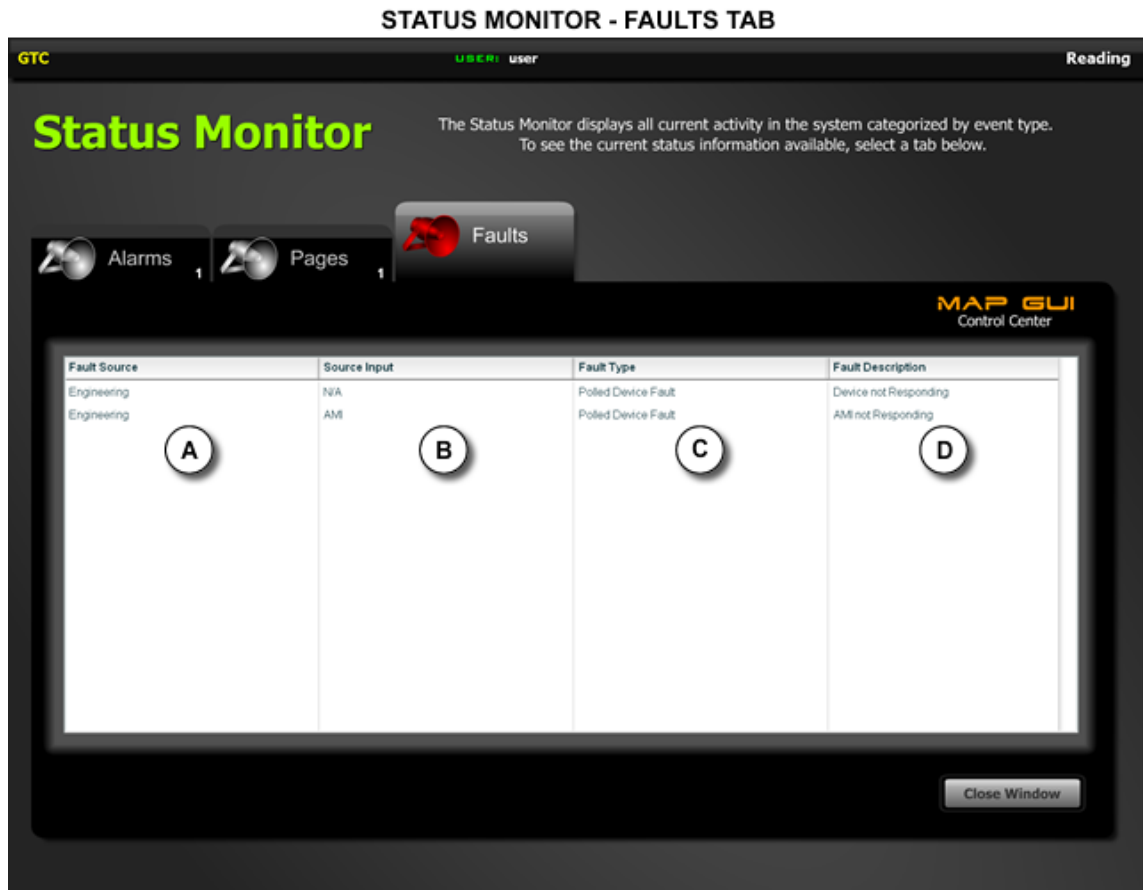 STATUS MONITOR - FAULTS TAB
GTC USER: user Reading
Status Monitor
The Status Monitor displays all current activity in the system categorized by event type.
To see the current status information available, select a tab below.
Alarms 1 Pages 1 Faults
MAP GUI
Control Center
Fault Source Source Input Fault Type Fault Description
Engineering N/A Polled Device Fault Device not Responding
Engineering AMI Polled Device Fault AMI not Responding
A B C D
Close Window